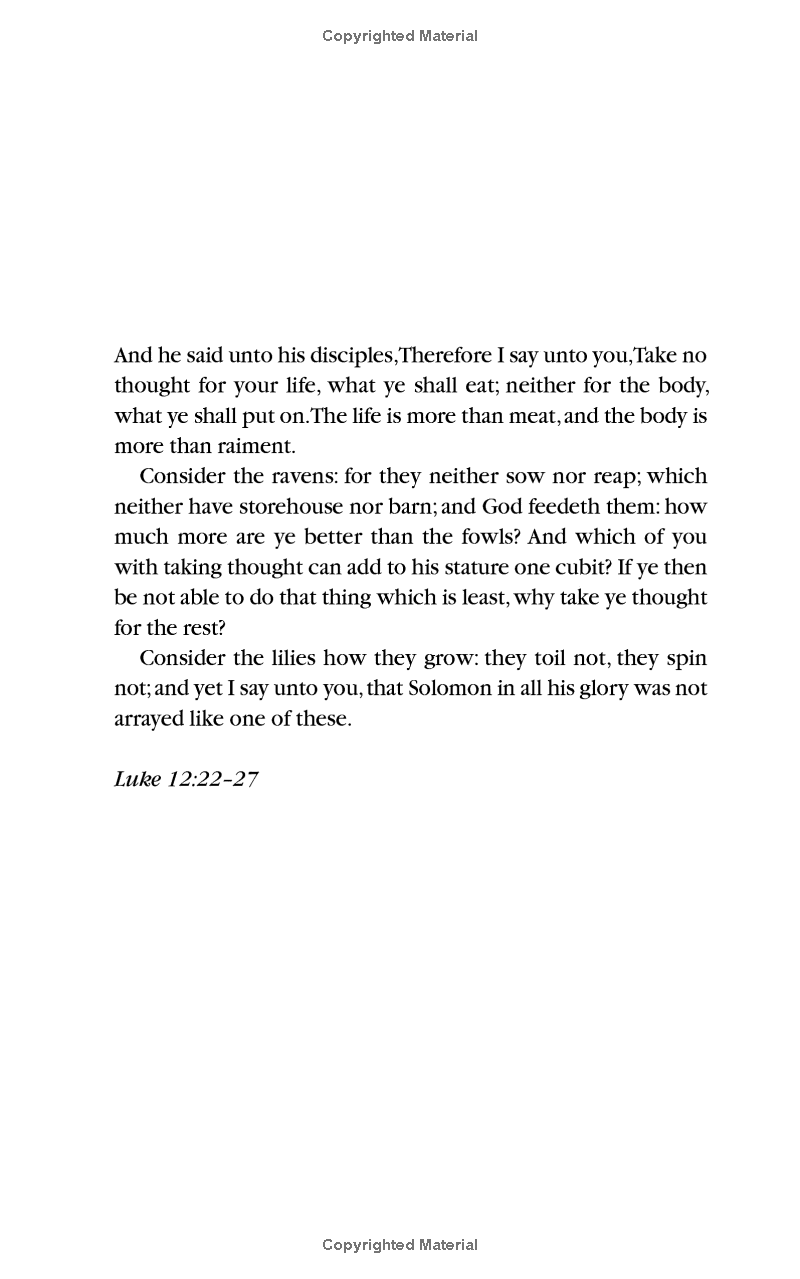 Copyrighted Material
And he said unto his disciples,Therefore I say unto you,Take no
thought for your life, what ye shall eat; neither for the body,
what ye shall put on.The life is more than meat, and the body is
more than raiment.
Consider the ravens: for they neither sow nor reap; which
neither have storehouse nor barn; and God feedeth them: how
much more are ye better than the fowls? And which of you
with taking thought can add to his stature one cubit? If ye then
be not able to do that thing which is least, why take ye thought
for the rest?
Consider the lilies how they grow: they toil not, they spin
not; and yet I say unto you, that Solomon in all his glory was not
arrayed like one of these.
Luke 12:22–27
Copyrighted Material